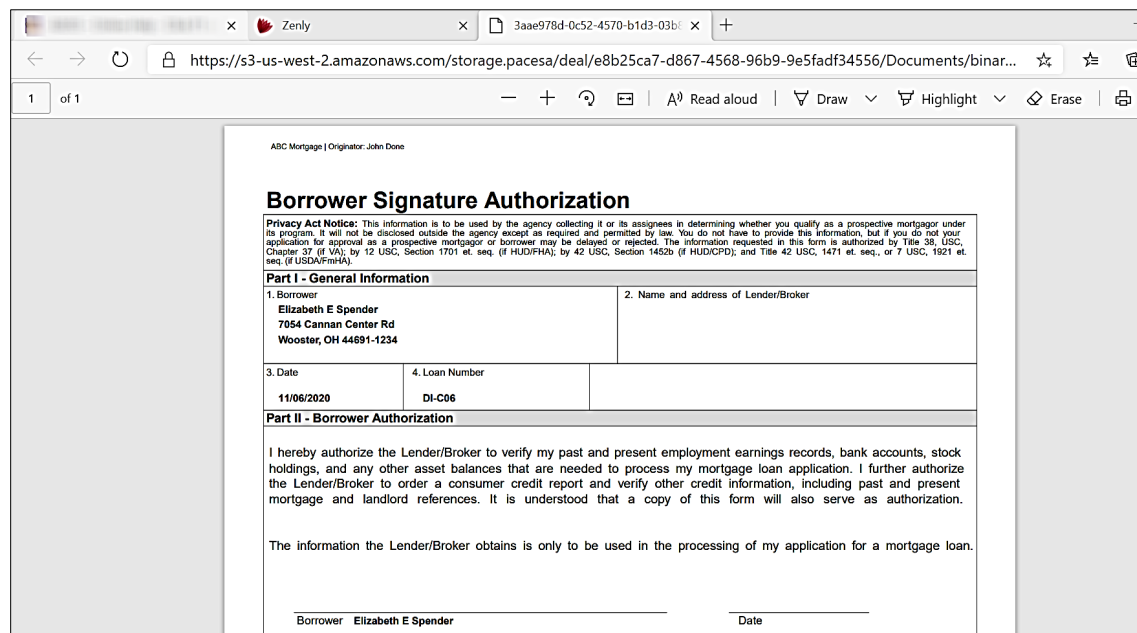 Zenly
3aae978d-0c52-4570-b1d3-03b8
https://s3-us-west-2.amazonaws.com/storage.pacesa/deal/e8b25ca7-d867-4568-96b9-9e5fadf34556/Documents/binar...
1 of 1
Read aloud
Draw
Highlight
Erase
ABC Mortgage | Originator: John Done
Borrower Signature Authorization
Privacy Act Notice: This information is to be used by the agency collecting it or its assignees in determining whether you qualify as a prospective mortgagor under
its program. It will not be disclosed outside the agency except as required and permitted by law. You do not have to provide this information, but if you do not your
application for approval as a prospective mortgagor or borrower may be delayed or rejected. The information requested in this form is authorized by Title 38, USC,
Chapter 37 (if VA); by 12 USC, Section 1701 et. seq. (if HUD/FHA); by 42 USC, Section 1452b (if HUD/CPD); and Title 42 USC, 1471 et. seq., or 7 USC, 1921 et.
seq. (if USDA/FmHA).
Part I - General Information
1. Borrower
Elizabeth E Spender
7054 Cannan Center Rd
Wooster, OH 44691-1234
2. Name and address of Lender/Broker
3. Date
11/06/2020
4. Loan Number
DI-C06
Part II - Borrower Authorization
I hereby authorize the Lender/Broker to verify my past and present employment earnings records, bank accounts, stock
holdings, and any other asset balances that are needed to process my mortgage loan application. I further authorize
the Lender/Broker to order a consumer credit report and verify other credit information, including past and present
mortgage and landlord references. It is understood that a copy of this form will also serve as authorization.
The information the Lender/Broker obtains is only to be used in the processing of my application for a mortgage loan.
Borrower Elizabeth E Spender
Date